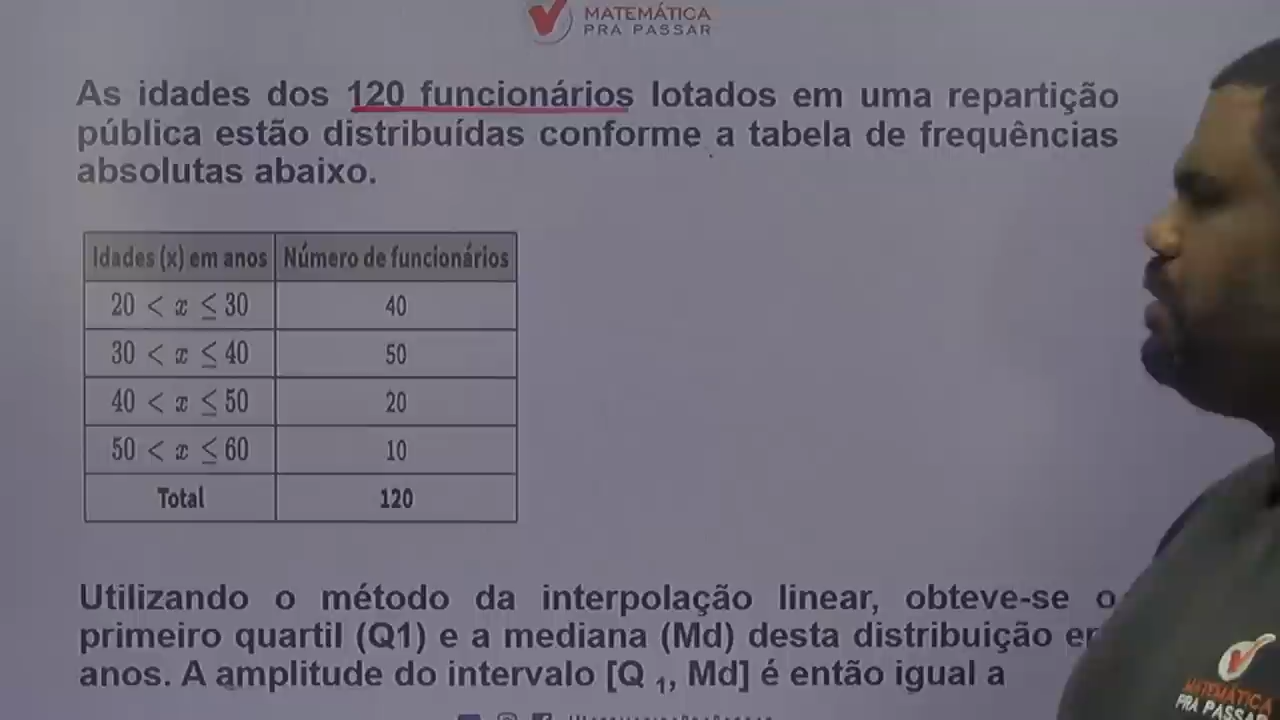 MATEMÁTICA
PRA PASSAR
As idades dos 120 funcionários lotados em uma repartição
pública estão distribuídas conforme a tabela de frequências
absolutas abaixo.
Idades (x) em anos Número de funcionários
20 < x ≤ 30 40
30 < x ≤ 40 50
40 < x ≤ 50 20
50 < x ≤ 60 10
Total 120
Utilizando o método da interpolação linear, obteve-se o
primeiro quartil (Q1) e a mediana (Md) desta distribuição
anos. A amplitude do intervalo [Q 1, Md] é então igual a
MATEMÁTICA
PRA PASSAR